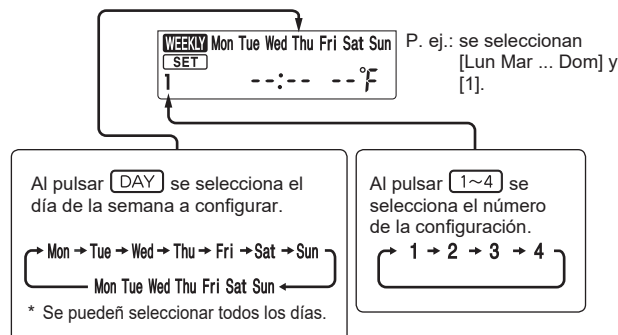 WEEKLY Mon Tue Wed Thu Fri Sat Sun
SET
1 --:-- --°F
P. ej.: se seleccionan
[Lun Mar ... Dom] y
[1].
Al pulsar DAY se selecciona el
día de la semana a configurar.
Mon → Tue → Wed → Thu → Fri → Sat → Sun
Mon Tue Wed Thu Fri Sat Sun ←
* Se puedeñ seleccionar todos los días.
Al pulsar 1~4 se
selecciona el número
de la configuración.
→ 1 → 2 → 3 → 4